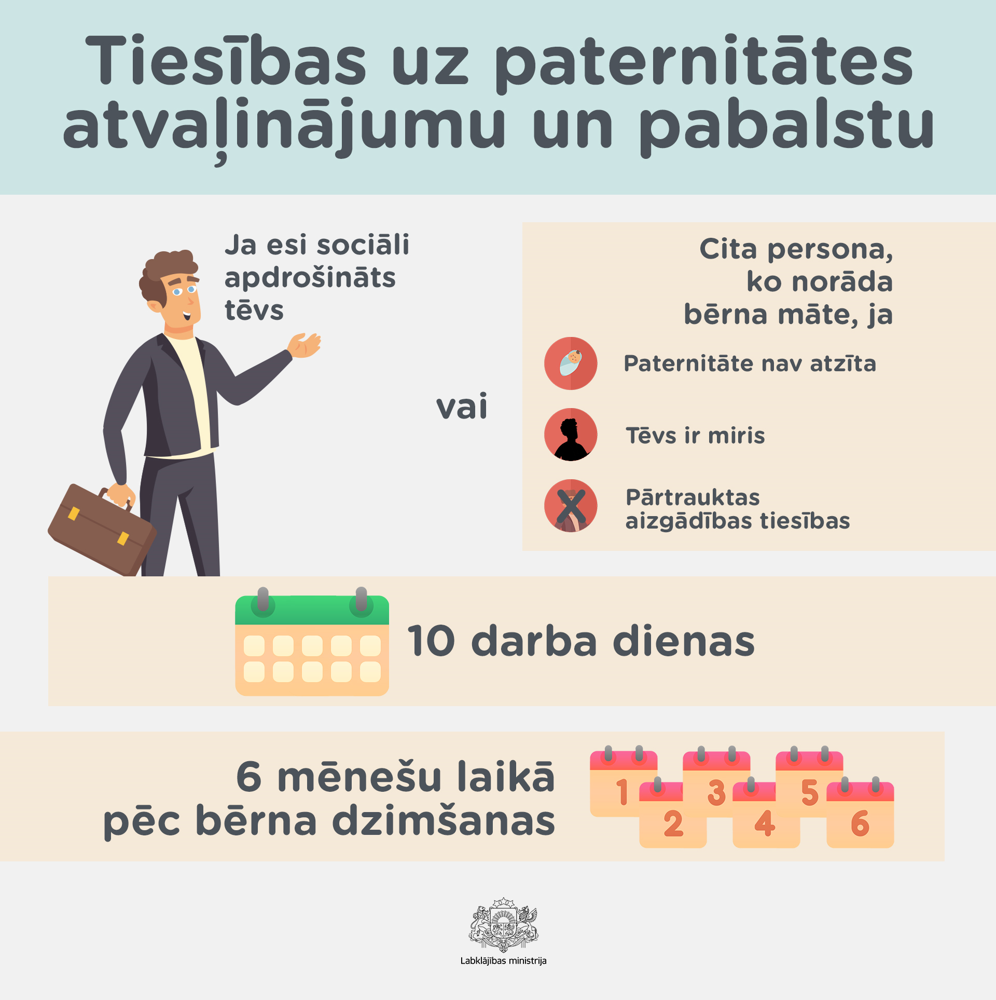 Tiesības uz paternitātes
atvaļinājumu un pabalstu
Ja esi sociāli
apdrošināts
tēvs
vai
Cita persona,
ko norāda
bērna māte, ja
Paternitāte nav atzīta
Tēvs ir miris
Pārtrauktas
aizgādības tiesības
10 darba dienas
6 mēnešu laikā
pēc bērna dzimšanas
1
2
3
4
5
6
Labklājības ministrija